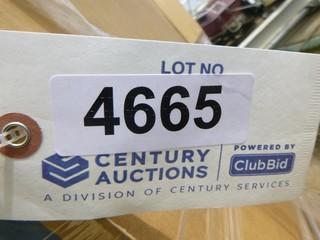 LOT NO
4665
CENTURY AUCTIONS
POWERED BY
ClubBid
A DIVISION OF CENTURY SERVICES